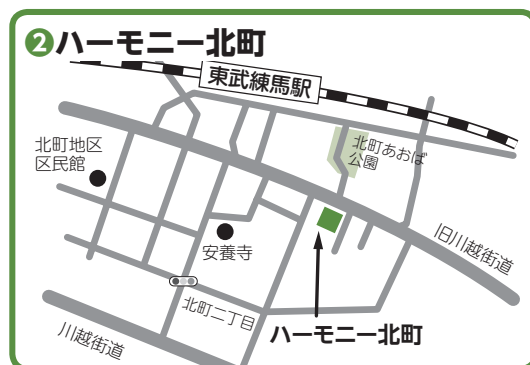 ❷ハーモニー北町
東武練馬駅
北町地区
区民館
北町あおば
公園
安養寺
旧川越街道
北町二丁目
川越街道
ハーモニー北町